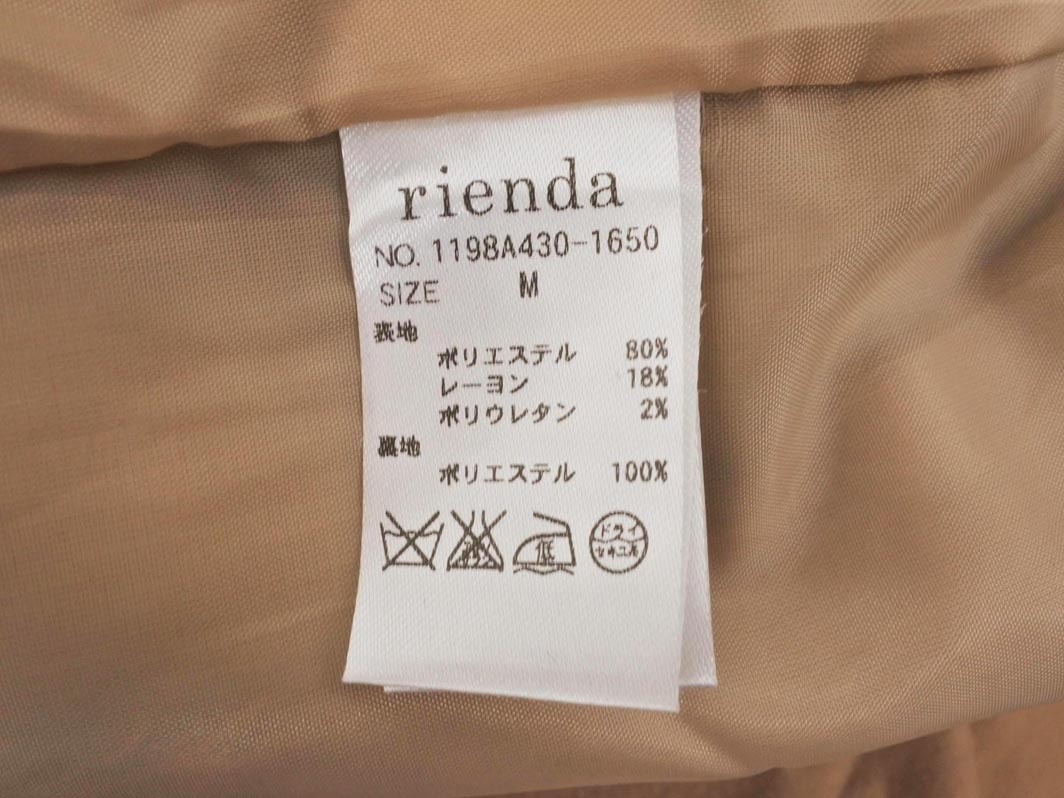 rienda
NO. 1198A430-1650
SIZE M
表地
ポリエステル 80%
レーヨン 18%
ポリウレタン 2%
裏地
ポリエステル 100%
低
ドライ
セキユ系